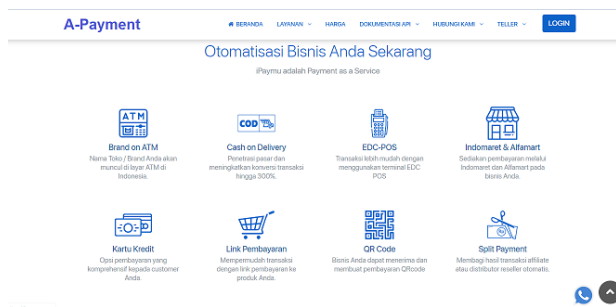 A-Payment
BERANDA LAYANAN HARGA DOKUMENTASI API HUBUNGI KAMI TELLER LOGIN
Otomatisasi Bisnis Anda Sekarang
iPaymu adalah Payment as a Service
ATM
COD
Brand on ATM
Nama Toko / Brand Anda akan
muncul di layar ATM di
Indonesia.
Cash on Delivery
Penetrasi pasar dan
meningkatkan konversi transaksi
hingga 300%.
EDC-POS
Transaksi lebih mudah dengan
menggunakan terminal EDC
POS
Indomaret & Alfamart
Sediakan pembayaran melalui
Indomaret dan Alfamart pada
bisnis Anda.
Kartu Kredit
Opsi pembayaran yang
komprehensif kepada customer
Anda.
Link Pembayaran
Mempermudah transaksi
dengan link pembayaran ke
produk Anda.
QR Code
Bisnis Anda dapat menerima dan
membuat pembayaran QRcode
Split Payment
Membagi hasil transaksi affiliate
atau distributor reseller otomatis.